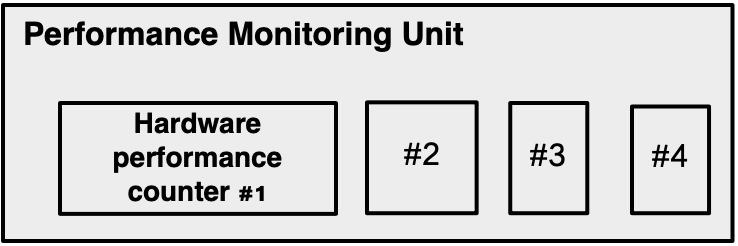 Performance Monitoring Unit
Hardware
performance
counter #1
#2
#3
#4